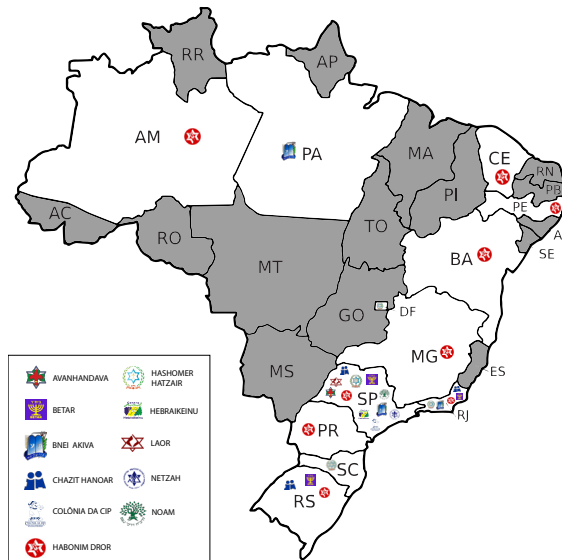 RR
AP
AM
PA
MA
CE
RN
PB
PI
PE
A
AC
TO
SE
RO
BA
MT
GO
DF
MG
MS
ES
SP
RJ
PR
SC
RS
AVANHANDAVA
HASHOMER
HATZAIR
BETAR
HEBRAIKEINU
BNEI AKIVA
LAOR
CHAZIT HANOAR
NETZAH
COLÔNIA DA CIP
NOAM
HABONIM DROR